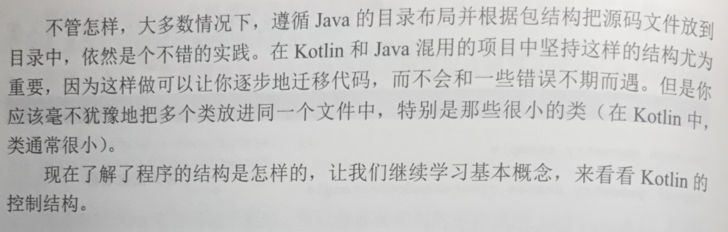 不管怎样，大多数情况下，遵循 Java 的目录布局并根据包结构把源码文件放到
目录中，依然是个不错的实践。在 Kotlin 和 Java 混用的项目中坚持这样的结构尤为
重要，因为这样做可以让你逐步地迁移代码，而不会和一些错误不期而遇。但是你
应该毫不犹豫地把多个类放进同一个文件中，特别是那些很小的类（在 Kotlin 中，
类通常很小）。
现在了解了程序的结构是怎样的，让我们继续学习基本概念，来看看 Kotlin 的
控制结构。